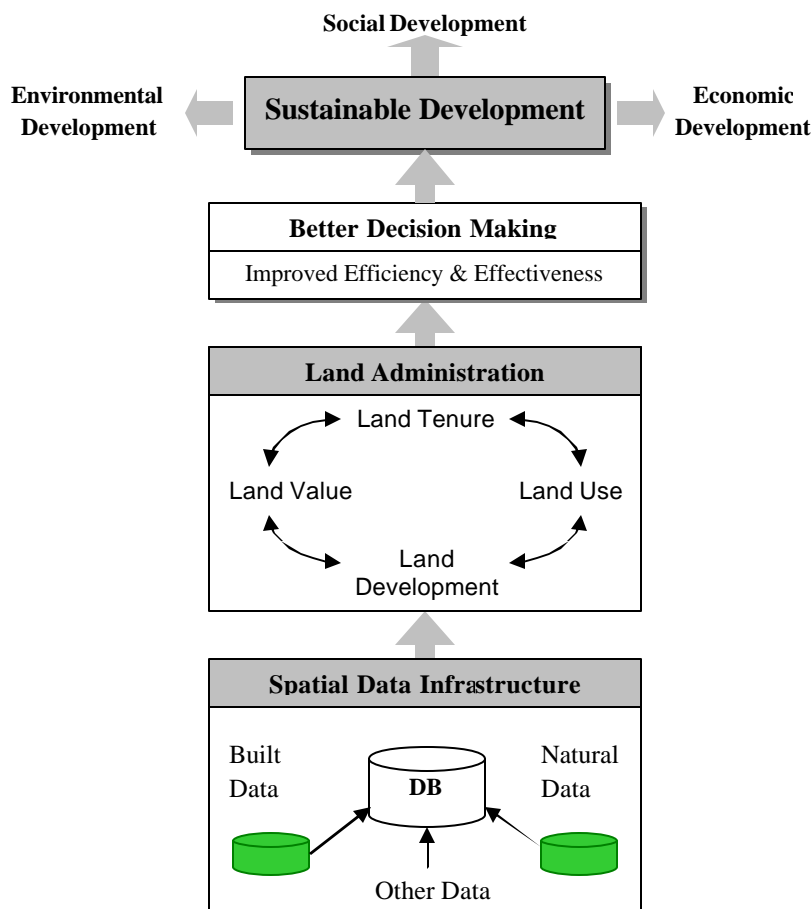 Social Development
Environmental
Development
Sustainable Development
Economic
Development
Better Decision Making
Improved Efficiency & Effectiveness
Land Administration
Land Tenure
Land Value
Land Use
Land
Development
Spatial Data Infrastructure
Built
Data
DB
Natural
Data
Other Data